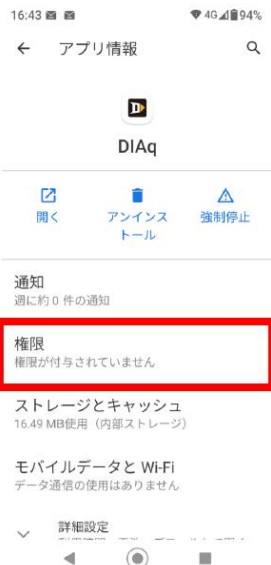 16:43 4G 94%
アプリ情報
DIAq
開く アンインス 強制停止
トール
通知
週に約 0 件の通知
権限
権限が付与されていません
ストレージとキャッシュ
16.49 MB使用（内部ストレージ）
モバイルデータと Wi-Fi
データ通信の使用はありません
詳細設定